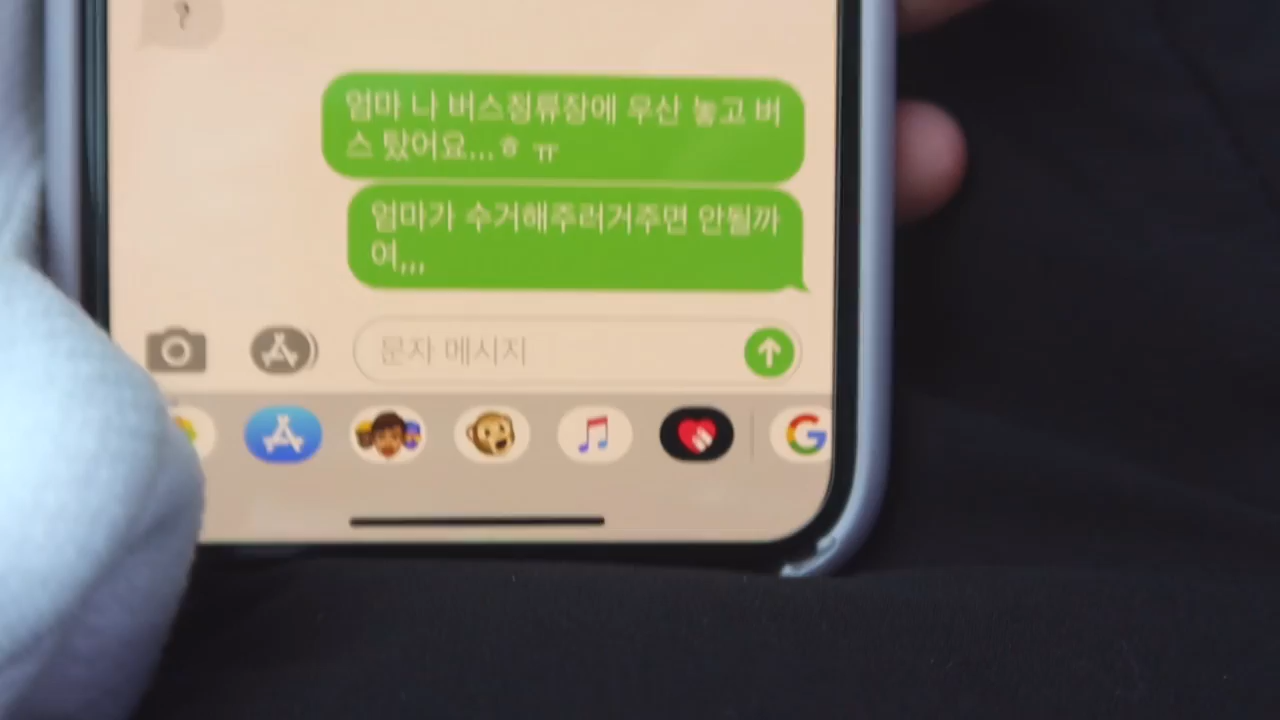 ?
엄마 나 버스정류장에 우산 놓고 버
스 탔어요...ㅎ ㅠ
엄마가 수거해주러거주면 안될까
여,,,
문자 메시지
G